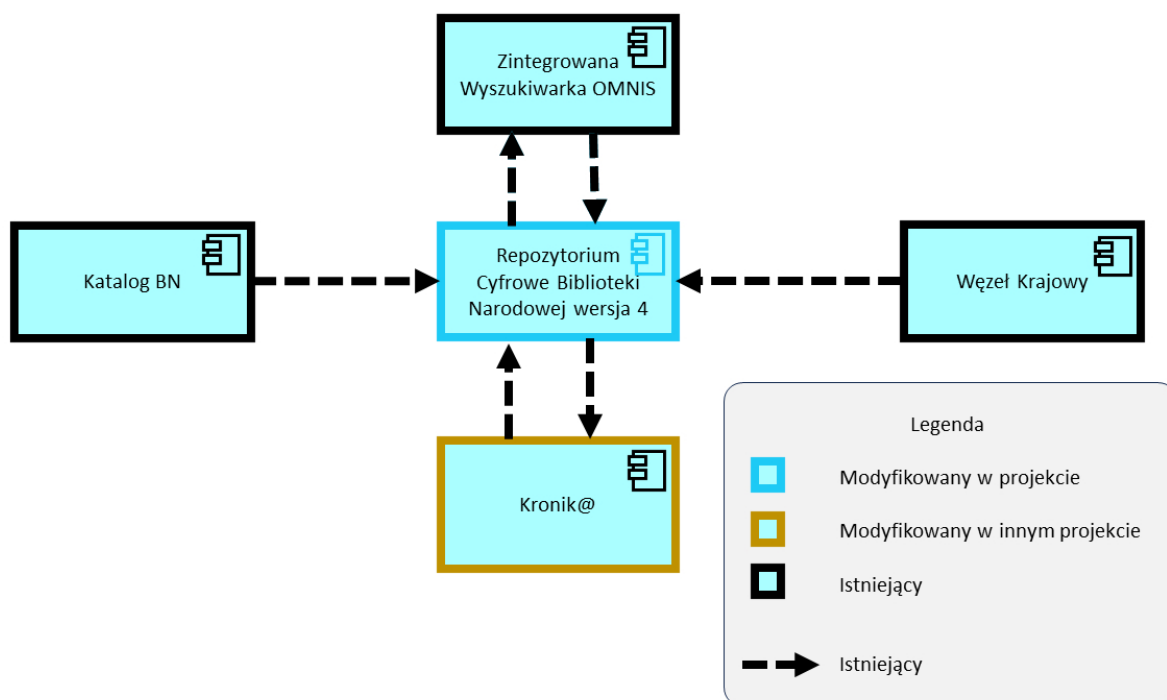 Zintegrowana
Wyszukiwarka OMNIS
Katalog BN
Repozytorium
Cyfrowe Biblioteki
Narodowej wersja 4
Węzeł Krajowy
Kronik@
Legenda
Modyfikowany w projekcie
Modyfikowany w innym projekcie
Istniejący
Istniejący